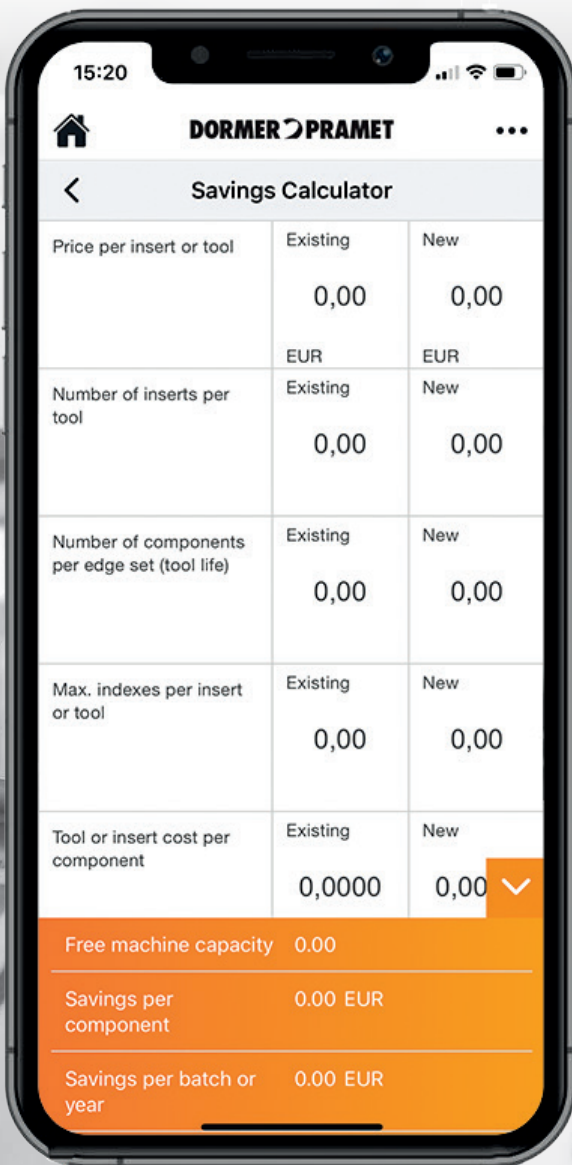 15:20
DORMER PRAMET
Savings Calculator
Price per insert or tool
Existing
New
0,00
0,00
EUR
EUR
Number of inserts per
tool
Existing
New
0,00
0,00
Number of components
per edge set (tool life)
Existing
New
0,00
0,00
Max. indexes per insert
or tool
Existing
New
0,00
0,00
Tool or insert cost per
component
Existing
New
0,0000
0,00
Free machine capacity 0.00
Savings per
component
0.00 EUR
Savings per batch or
year
0.00 EUR